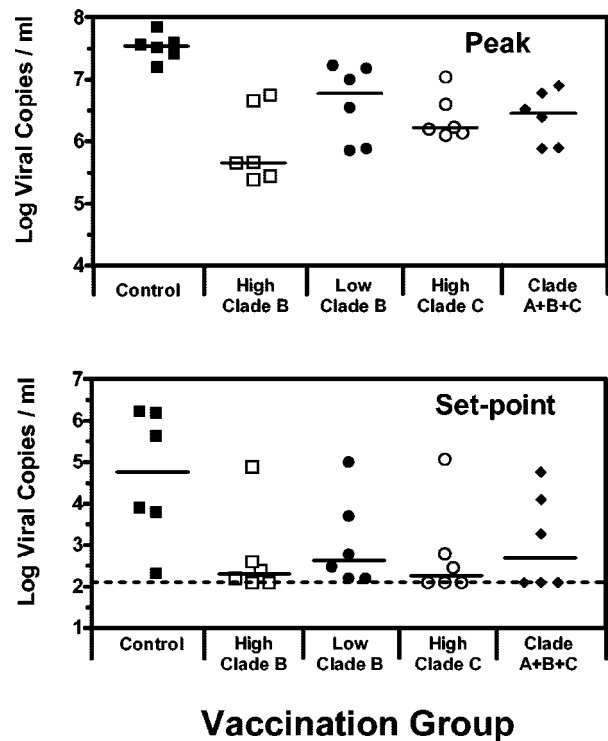 Log Viral Copies / ml
8
7
6
5
4
Peak
Control
High
Clade B
Low
Clade B
High
Clade C
Clade
A+B+C
Log Viral Copies / ml
7
6
5
4
3
2
1
Set-point
Control
High
Clade B
Low
Clade B
High
Clade C
Clade
A+B+C
Vaccination Group